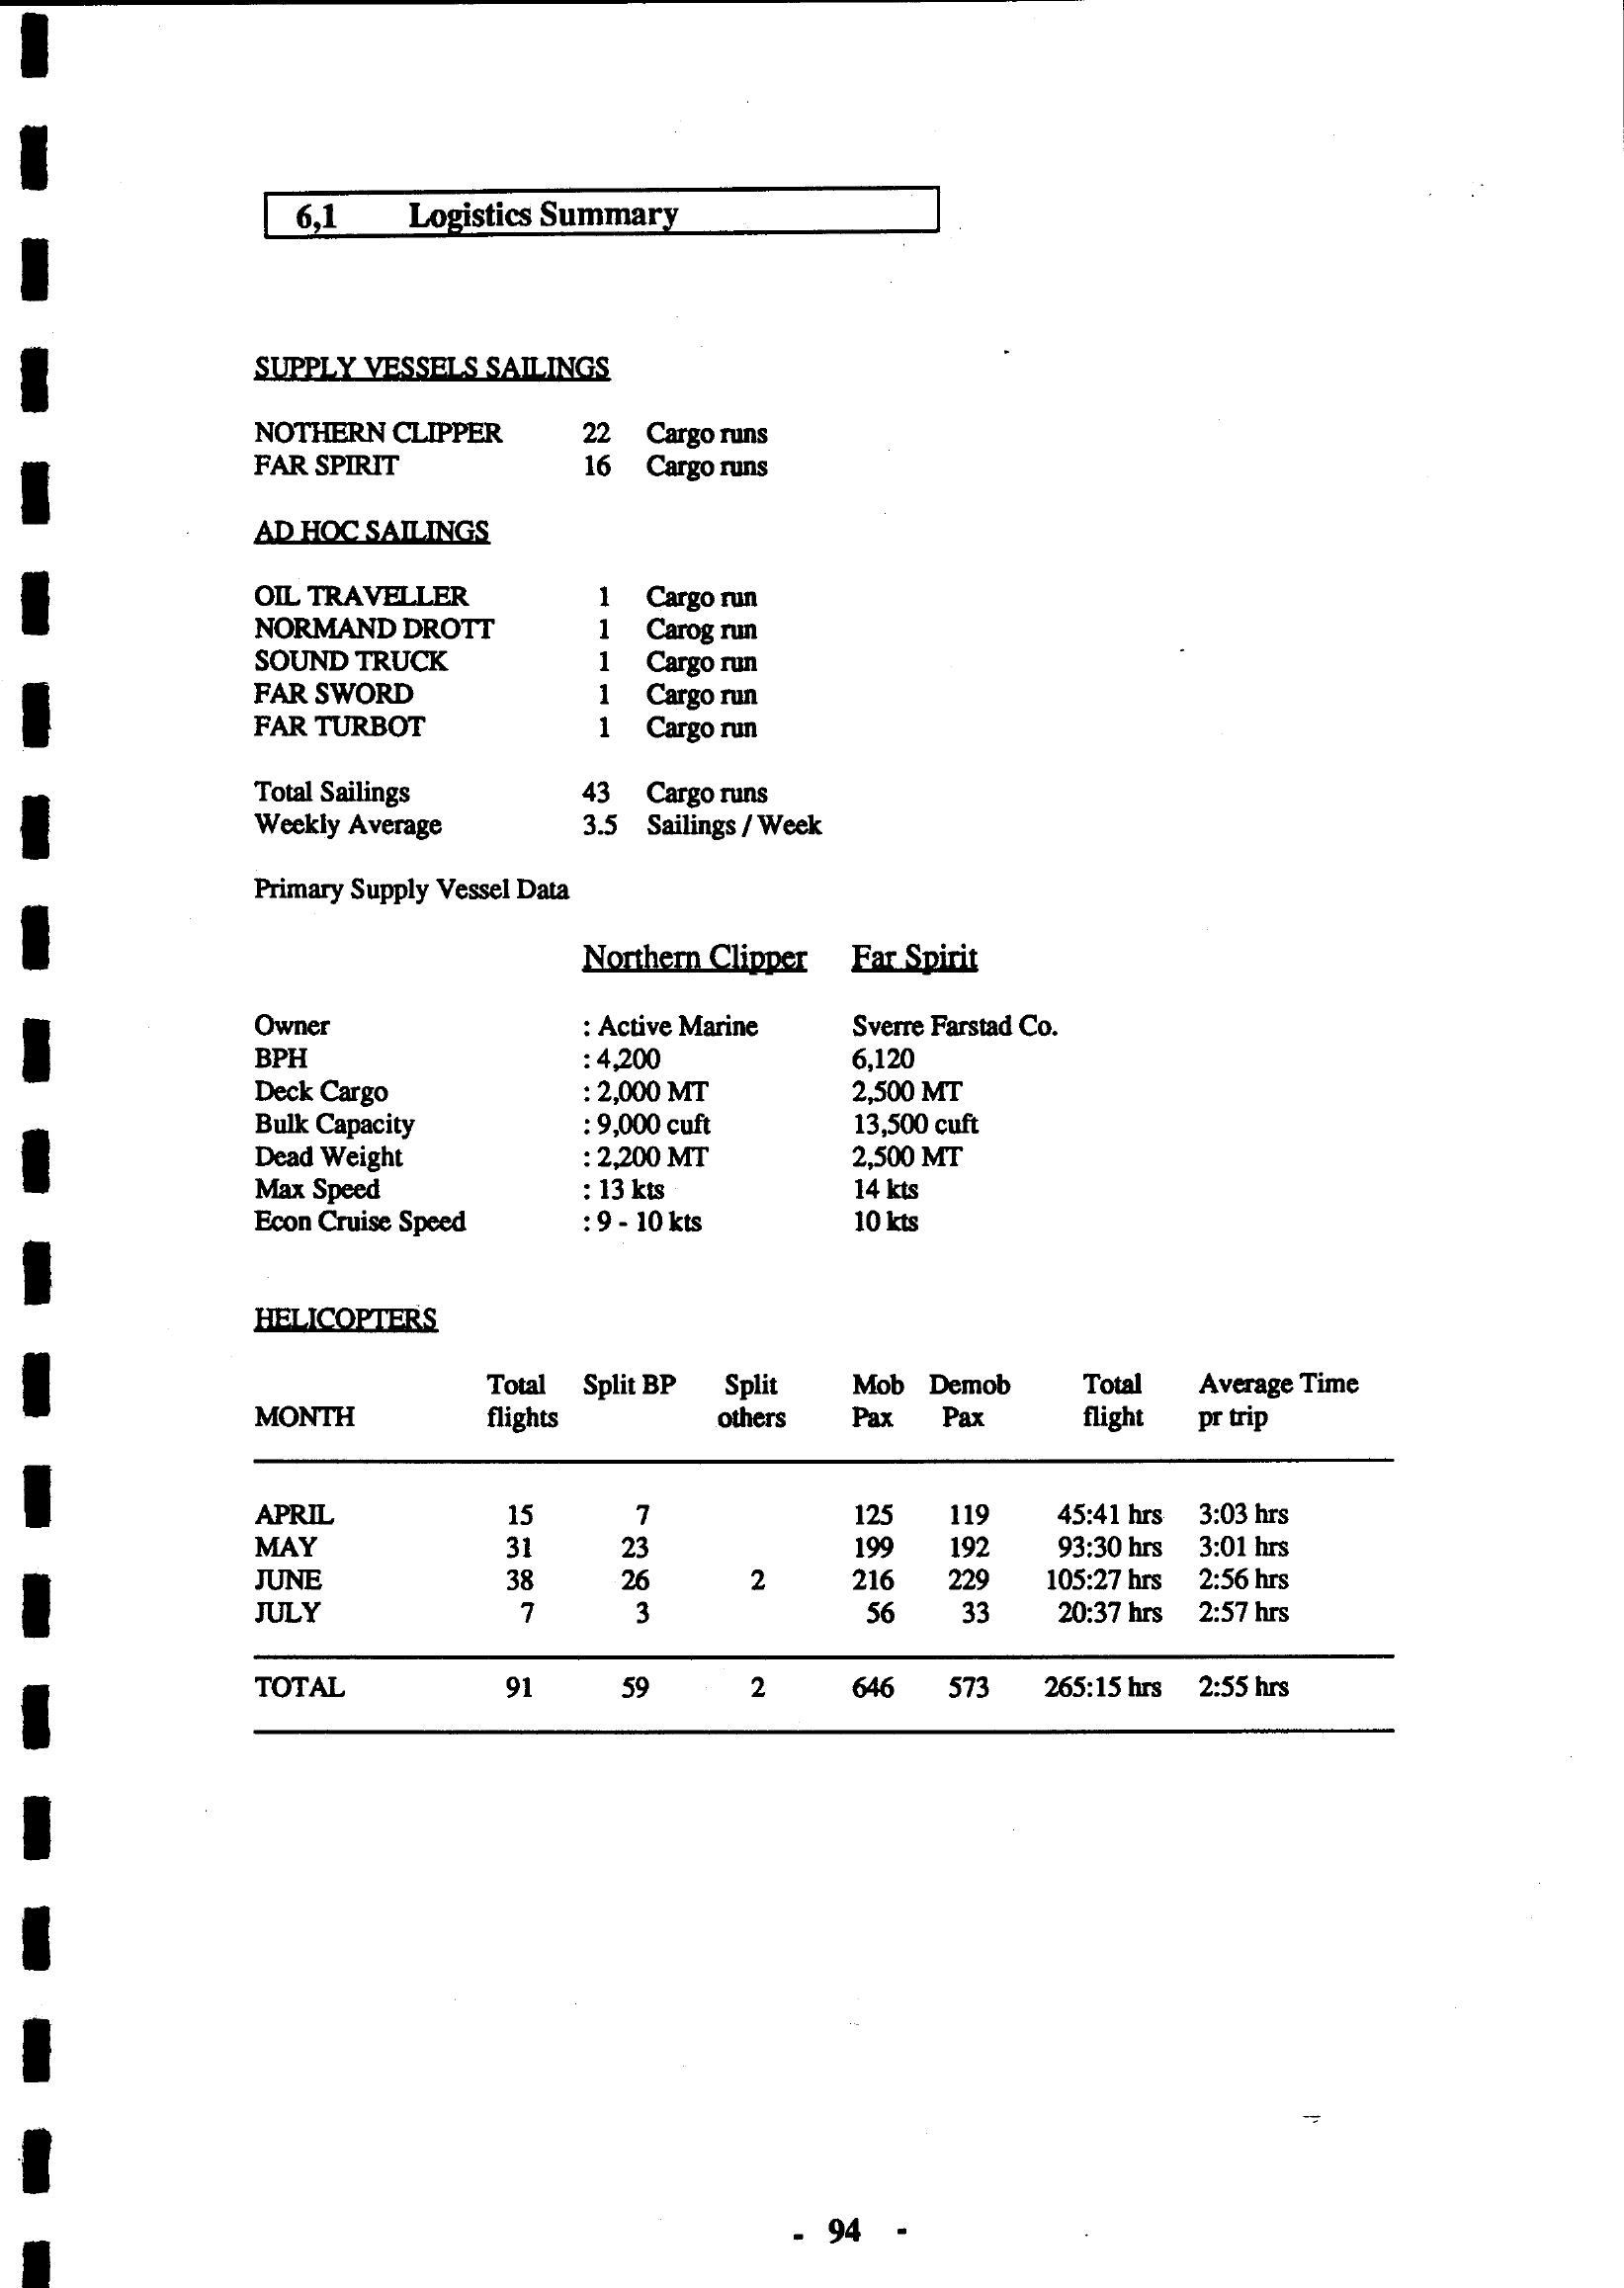 6,1 Logistics Summary
SUPPLY VESSELS SAILINGS
NOTHERN CLIPPER 22 Cargo runs
FAR SPIRIT 16 Cargo runs
AD HOC SAILINGS
OIL TRAVELLER 1 Cargo run
NORMAND DROTT 1 Carog run
SOUND TRUCK 1 Cargo run
FAR SWORD 1 Cargo run
FAR TURBOT 1 Cargo run
Total Sailings 43 Cargo runs
Weekly Average 3.5 Sailings / Week
Primary Supply Vessel Data
Northern Clipper Far Spirit
Owner : Active Marine Sverre Farstad Co.
BPH : 4,200 6,120
Deck Cargo : 2,000 MT 2,500 MT
Bulk Capacity : 9,000 cuft 13,500 cuft
Dead Weight : 2,200 MT 2,500 MT
Max Speed : 13 kts 14 kts
Econ Cruise Speed : 9 - 10 kts 10 kts
HELICOPTERS
Total Split BP Split Mob Demob Total Average Time
MONTH flights others Pax Pax flight pr trip
APRIL 15 7 125 119 45:41 hrs 3:03 hrs
MAY 31 23 199 192 93:30 hrs 3:01 hrs
JUNE 38 26 2 216 229 105:27 hrs 2:56 hrs
JULY 7 3 56 33 20:37 hrs 2:57 hrs
TOTAL 91 59 2 646 573 265:15 hrs 2:55 hrs
- 94 -